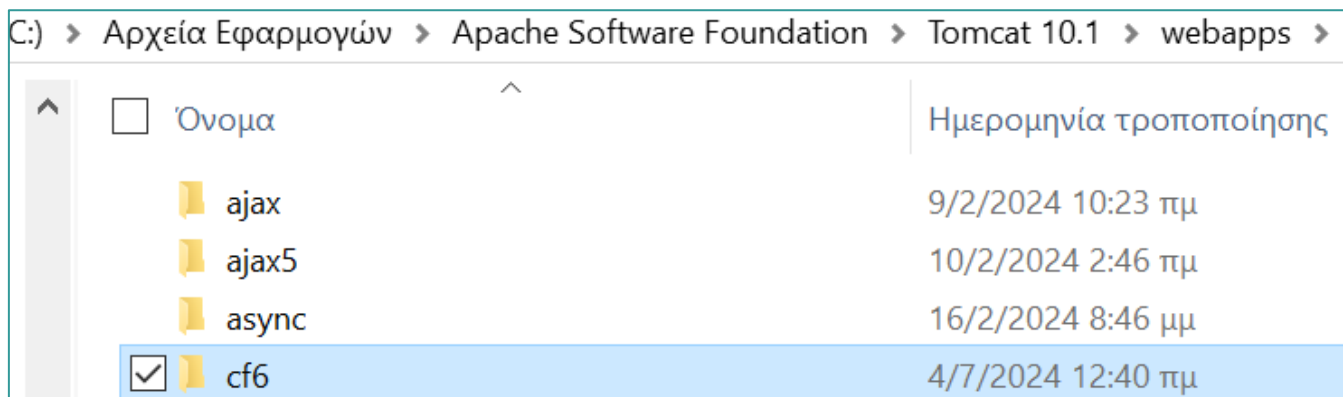 C:) > Αρχεία Εφαρμογών > Apache Software Foundation > Tomcat 10.1 > webapps >
Όνομα Ημερομηνία τροποποίησης
ajax 9/2/2024 10:23 πμ
ajax5 10/2/2024 2:46 πμ
async 16/2/2024 8:46 μμ
cf6 4/7/2024 12:40 πμ